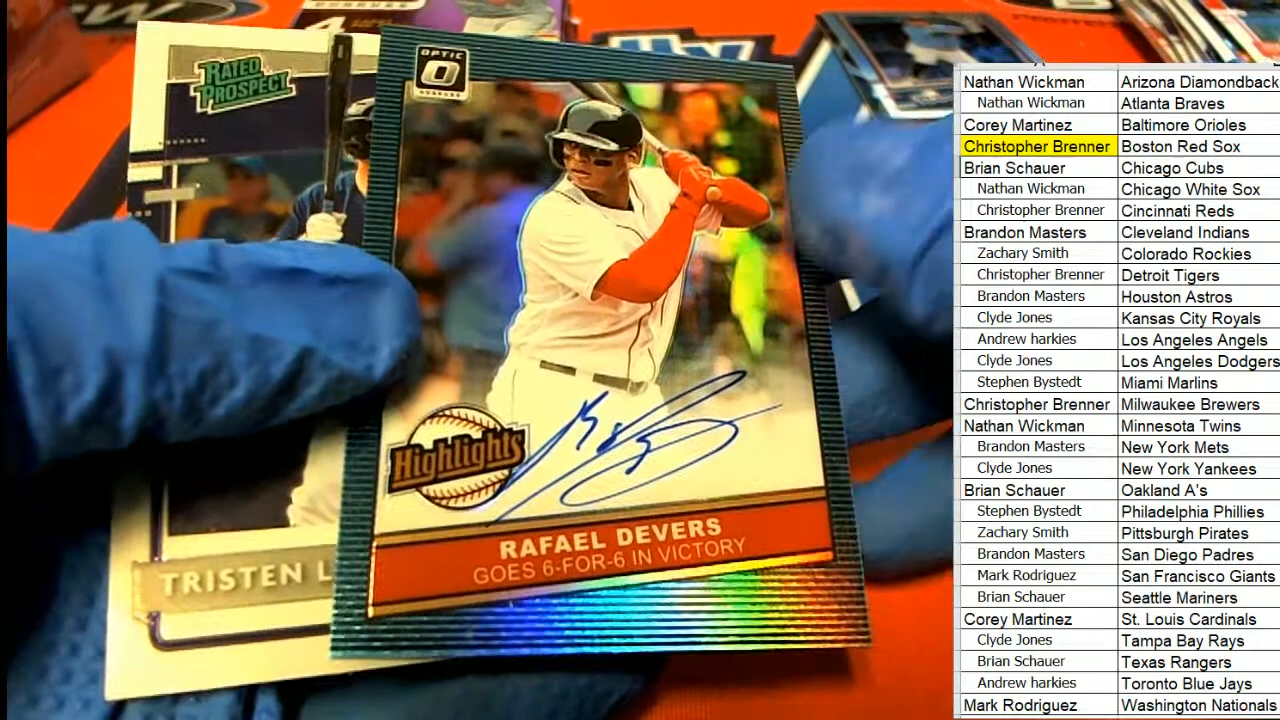 RATED
PROSPECT
OPTIC
O
DONRUSS
Highlights
RAFAEL DEVERS
GOES 6-FOR-6 IN VICTORY
TRISTEN L
Nathan Wickman Arizona Diamondback
Nathan Wickman Atlanta Braves
Corey Martinez Baltimore Orioles
Christopher Brenner Boston Red Sox
Brian Schauer Chicago Cubs
Nathan Wickman Chicago White Sox
Christopher Brenner Cincinnati Reds
Brandon Masters Cleveland Indians
Zachary Smith Colorado Rockies
Christopher Brenner Detroit Tigers
Brandon Masters Houston Astros
Clyde Jones Kansas City Royals
Andrew harkies Los Angeles Angels
Clyde Jones Los Angeles Dodgers
Stephen Bystedt Miami Marlins
Christopher Brenner Milwaukee Brewers
Nathan Wickman Minnesota Twins
Brandon Masters New York Mets
Clyde Jones New York Yankees
Brian Schauer Oakland A's
Stephen Bystedt Philadelphia Phillies
Zachary Smith Pittsburgh Pirates
Brandon Masters San Diego Padres
Mark Rodriguez San Francisco Giants
Brian Schauer Seattle Mariners
Corey Martinez St. Louis Cardinals
Clyde Jones Tampa Bay Rays
Brian Schauer Texas Rangers
Andrew harkies Toronto Blue Jays
Mark Rodriguez Washington Nationals